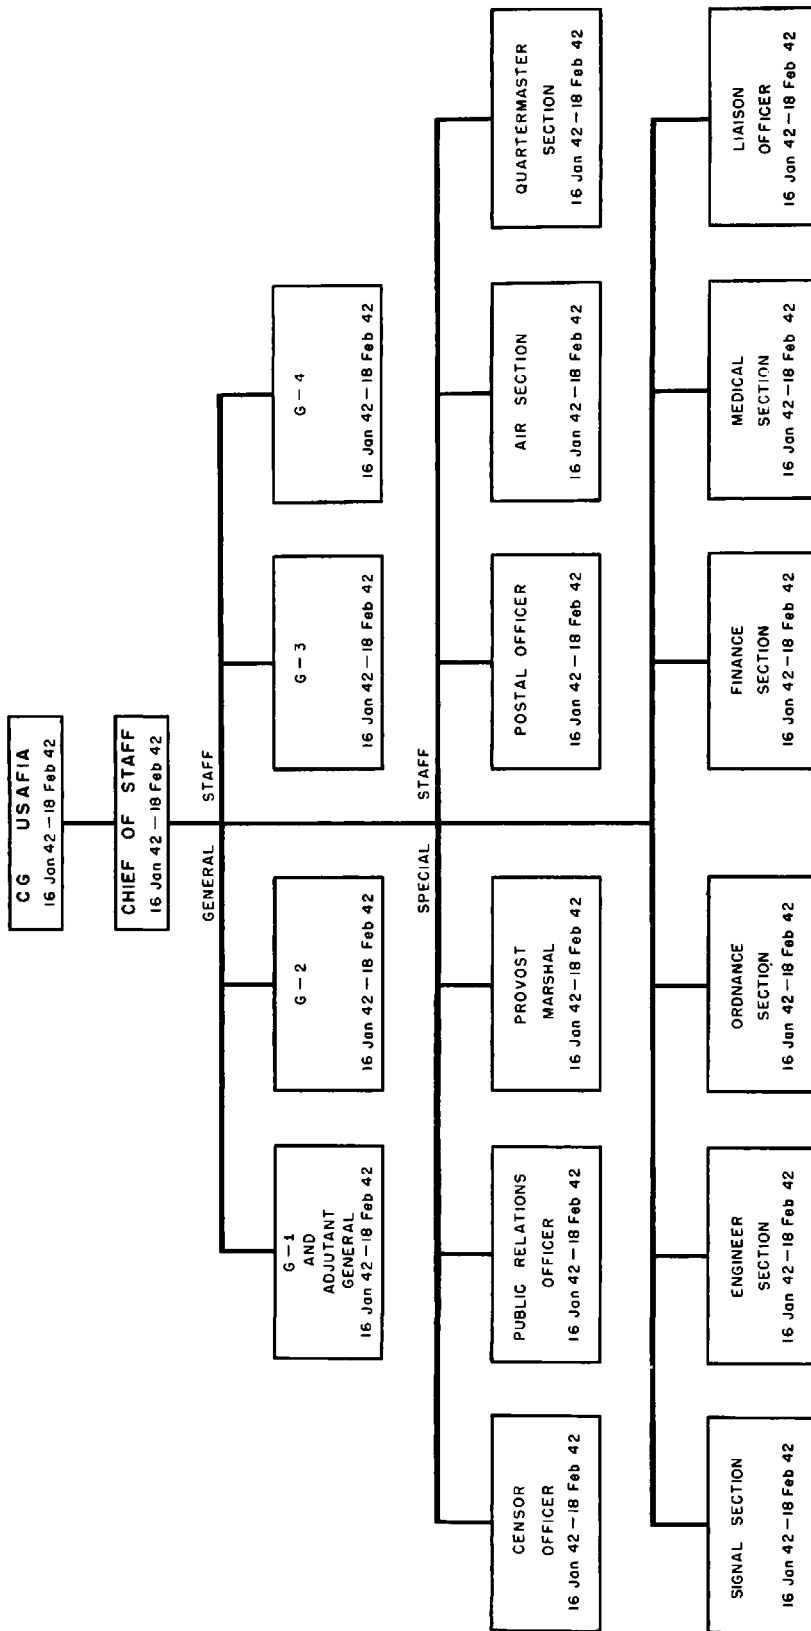 CG USAFIA
16 Jan 42–18 Feb 42
CHIEF OF STAFF
16 Jan 42–18 Feb 42
GENERAL STAFF
G-1
AND
ADJUTANT
GENERAL
16 Jan 42–18 Feb 42
G-2
16 Jan 42–18 Feb 42
G-3
16 Jan 42–18 Feb 42
G-4
16 Jan 42–18 Feb 42
SPECIAL STAFF
CENSOR
OFFICER
16 Jan 42–18 Feb 42
PUBLIC RELATIONS
OFFICER
16 Jan 42–18 Feb 42
PROVOST
MARSHAL
16 Jan 42–18 Feb 42
POSTAL OFFICER
16 Jan 42–18 Feb 42
AIR SECTION
16 Jan 42–18 Feb 42
QUARTERMASTER
SECTION
16 Jan 42–18 Feb 42
SIGNAL SECTION
16 Jan 42–18 Feb 42
ENGINEER
SECTION
16 Jan 42–18 Feb 42
ORDNANCE
SECTION
16 Jan 42–18 Feb 42
FINANCE
SECTION
16 Jan 42–18 Feb 42
MEDICAL
SECTION
16 Jan 42–18 Feb 42
LIAISON
OFFICER
16 Jan 42–18 Feb 42